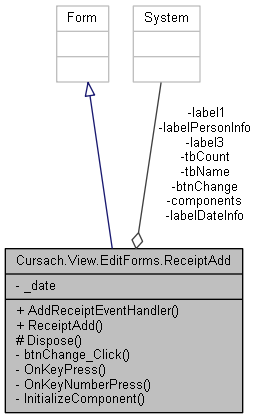 Form
System
-label1
-labelPersonInfo
-label3
-tbCount
-tbName
-btnChange
-components
-labelDateInfo
Cursach.View.EditForms.ReceiptAdd
- _date
+ AddReceiptEventHandler()
+ ReceiptAdd()
# Dispose()
- btnChange_Click()
- OnKeyPress()
- OnKeyNumberPress()
- InitializeComponent()